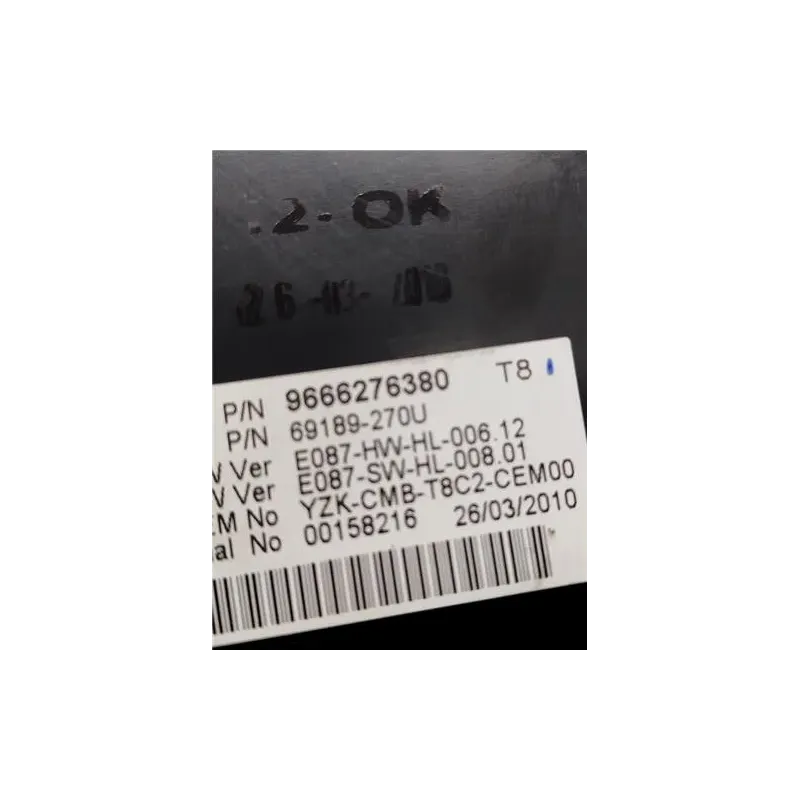 .2-OK
P/N 9666276380 T8
P/N 69189-270U
V Ver E087-HW-HL-006.12
V Ver E087-SW-HL-008.01
EM No YZK-CMB-T8C2-CEM00
ial No 00158216 26/03/2010